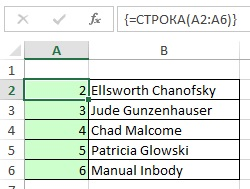 fx {=СТРОКА(A2:A6)}
A B
1
2 2 Ellsworth Chanofsky
3 3 Jude Gunzenhauser
4 4 Chad Malcome
5 5 Patricia Glowski
6 6 Manual Inbody